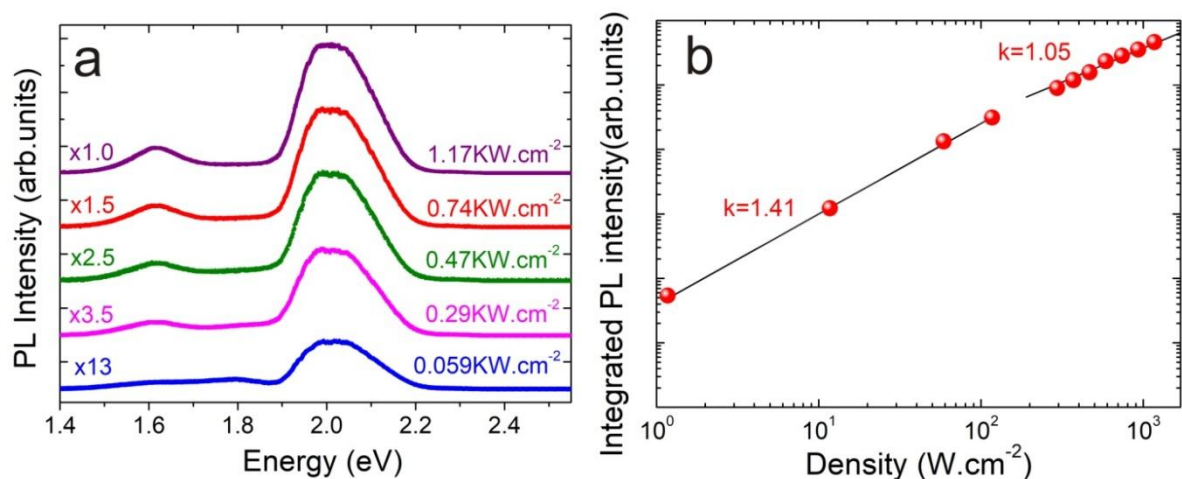 a
PL Intensity (arb.units)
x1.0
1.17KW.cm⁻²
x1.5
0.74KW.cm⁻²
x2.5
0.47KW.cm⁻²
x3.5
0.29KW.cm⁻²
x13
0.059KW.cm⁻²
1.4 1.6 1.8 2.0 2.2 2.4
Energy (eV)
b
Integrated PL intensity(arb.units)
k=1.05
k=1.41
10⁰ 10¹ 10² 10³
Density (W.cm⁻²)